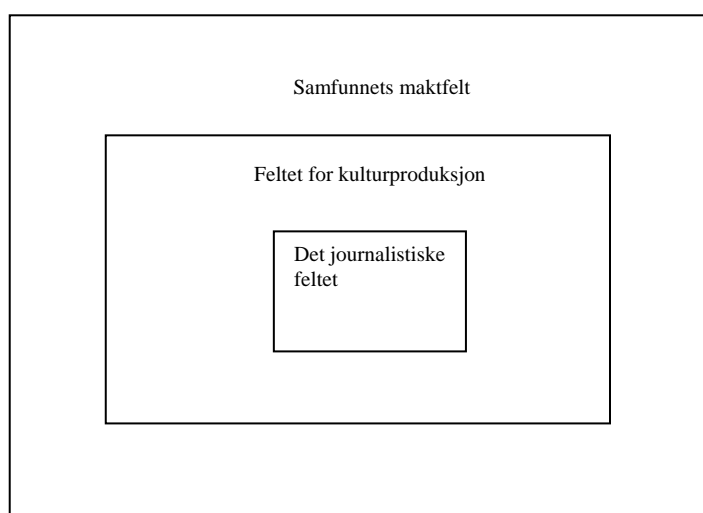 Samfunnets maktfelt
Feltet for kulturproduksjon
Det journalistiske
feltet